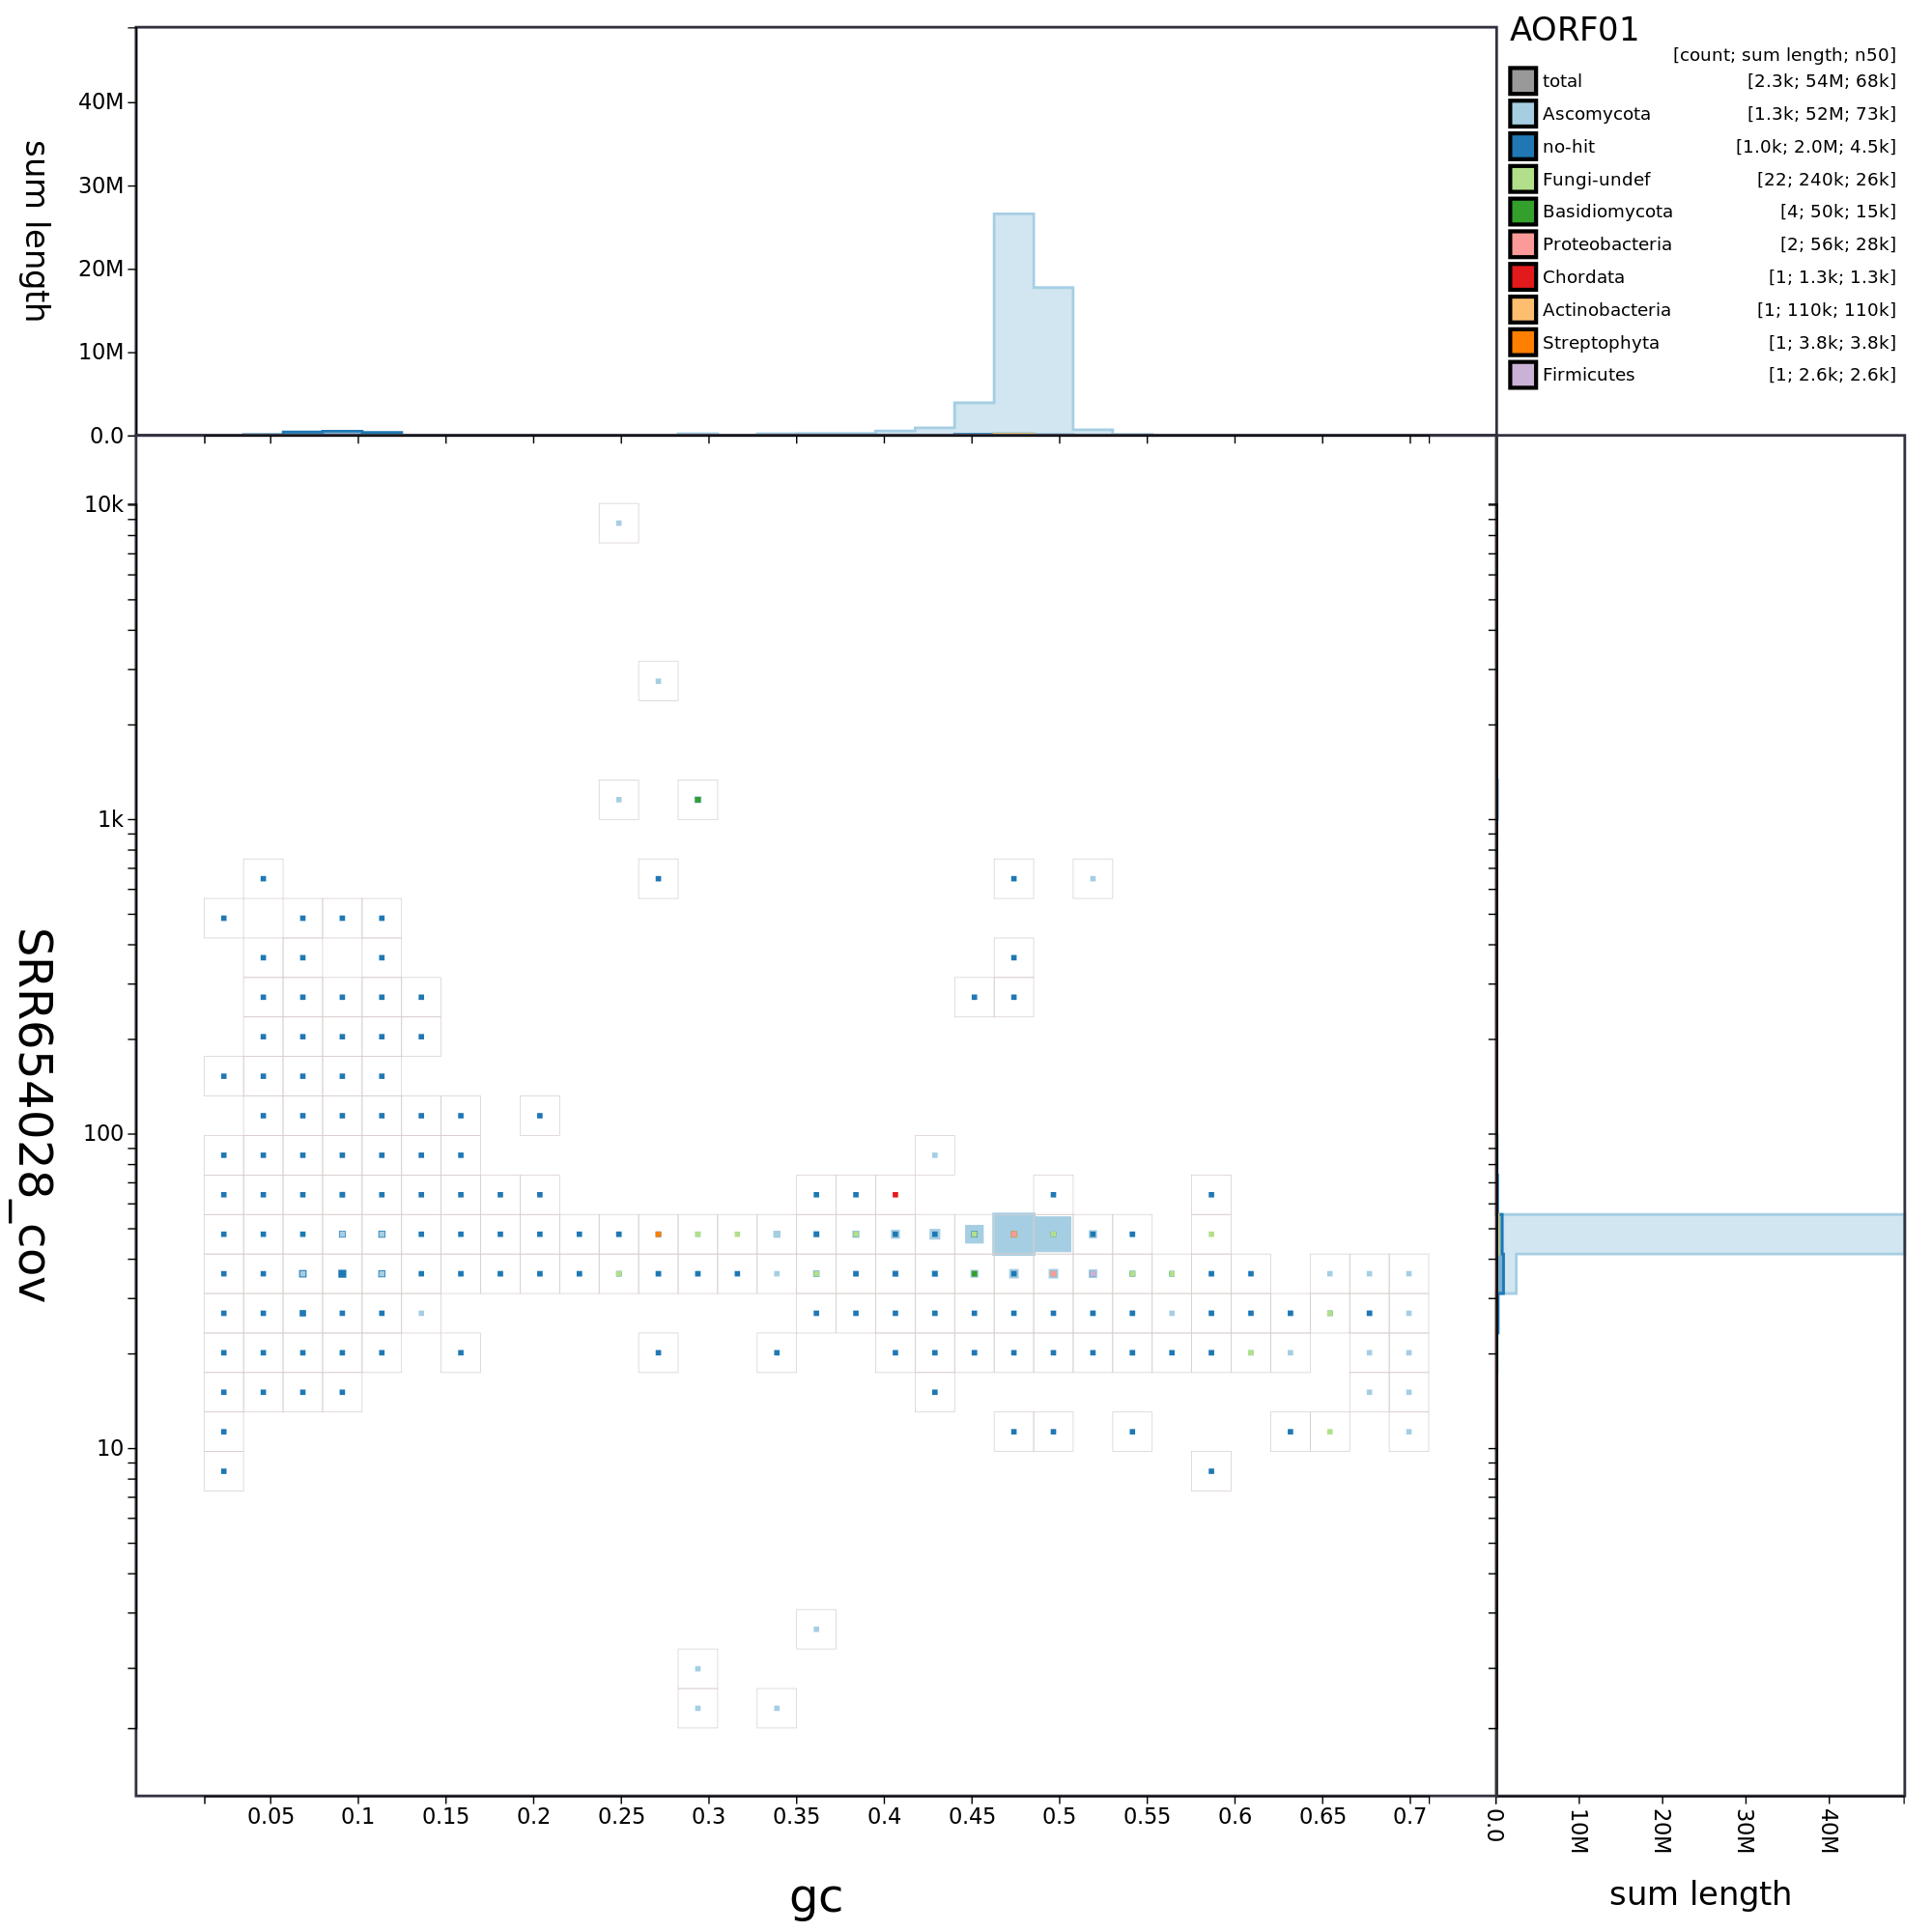 AORF01
[count; sum length; n50]
total [2.3k; 54M; 68k]
Ascomycota [1.3k; 52M; 73k]
no-hit [1.0k; 2.0M; 4.5k]
Fungi-undef [22; 240k; 26k]
Basidiomycota [4; 50k; 15k]
Proteobacteria [2; 56k; 28k]
Chordata [1; 1.3k; 1.3k]
Actinobacteria [1; 110k; 110k]
Streptophyta [1; 3.8k; 3.8k]
Firmicutes [1; 2.6k; 2.6k]
sum length
40M
30M
20M
10M
0.0
SRR654028_cov
10k
1k
100
10
0.05 0.1 0.15 0.2 0.25 0.3 0.35 0.4 0.45 0.5 0.55 0.6 0.65 0.7
gc
0.0 10M 20M 30M 40M
sum length